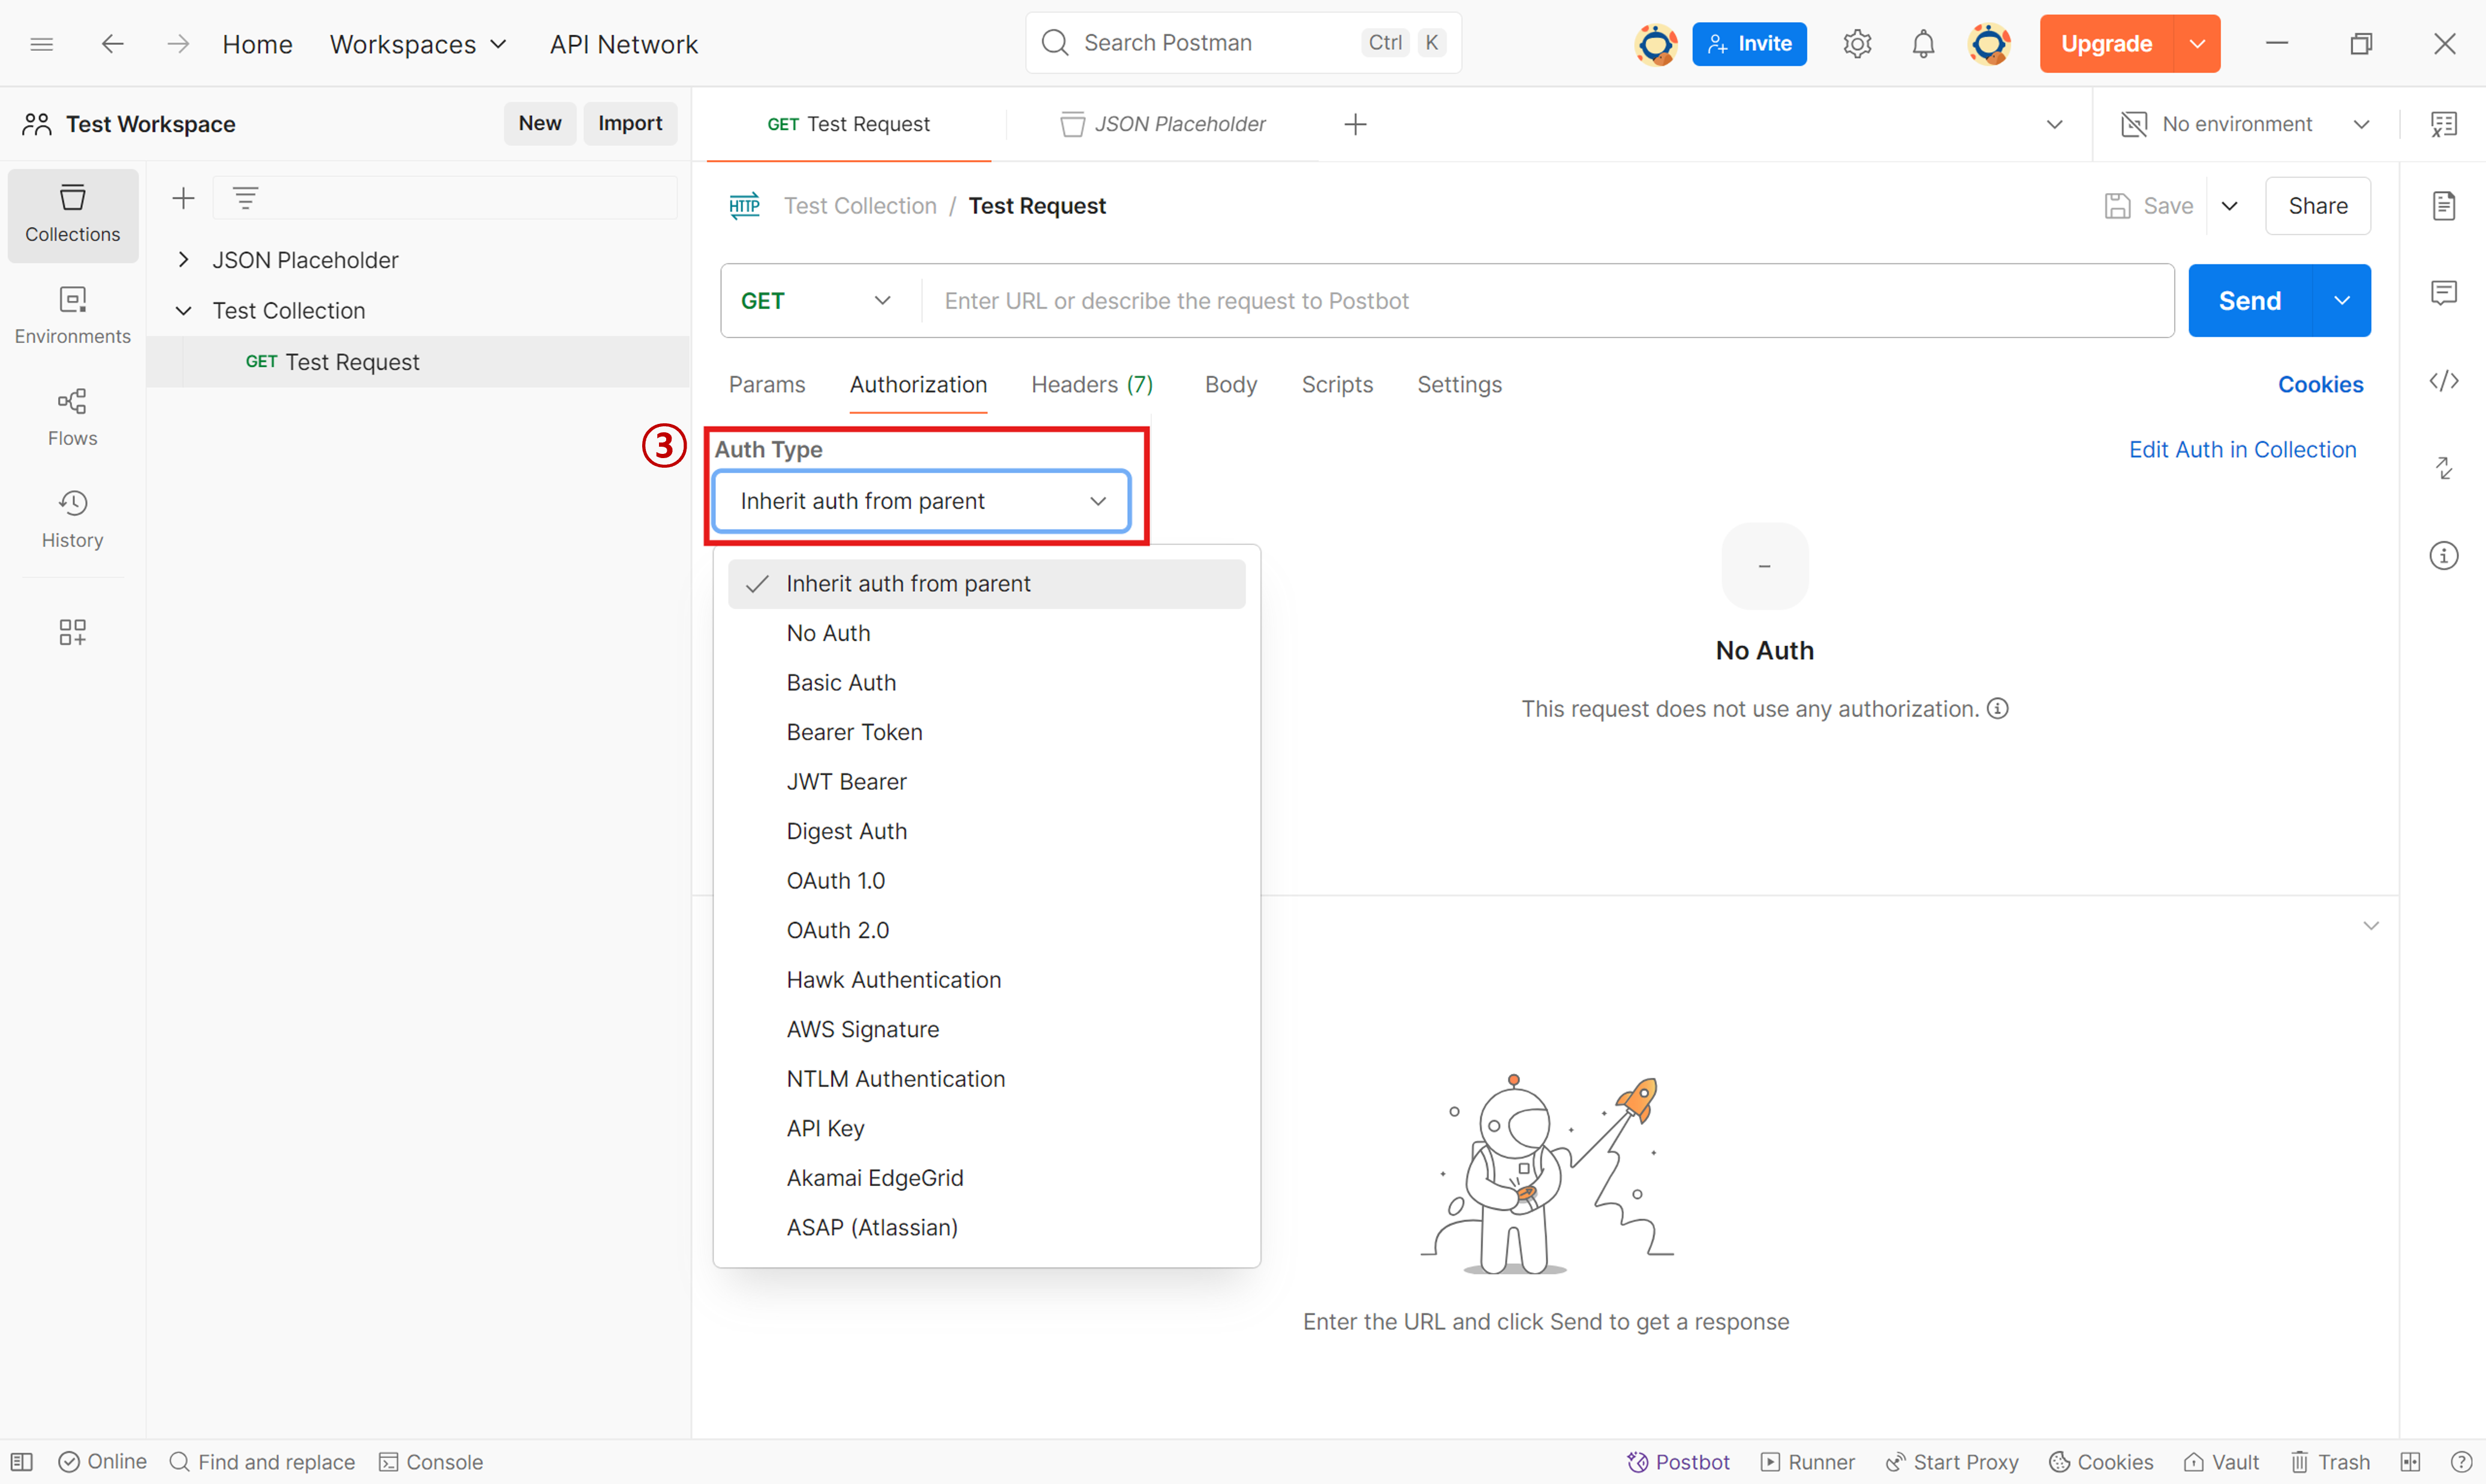 Home Workspaces API Network Search Postman Ctrl K Invite Upgrade
Test Workspace New Import GET Test Request JSON Placeholder No environment
Collections
Environments
Flows
History
JSON Placeholder
Test Collection
GET Test Request
HTTP Test Collection / Test Request Save Share
GET Enter URL or describe the request to Postbot Send
Params Authorization Headers (7) Body Scripts Settings Cookies
③ Auth Type Edit Auth in Collection
Inherit auth from parent
Inherit auth from parent
No Auth
Basic Auth
Bearer Token
JWT Bearer
Digest Auth
OAuth 1.0
OAuth 2.0
Hawk Authentication
AWS Signature
NTLM Authentication
API Key
Akamai EdgeGrid
ASAP (Atlassian)
No Auth
This request does not use any authorization.
Enter the URL and click Send to get a response
Online Find and replace Console Postbot Runner Start Proxy Cookies Vault Trash